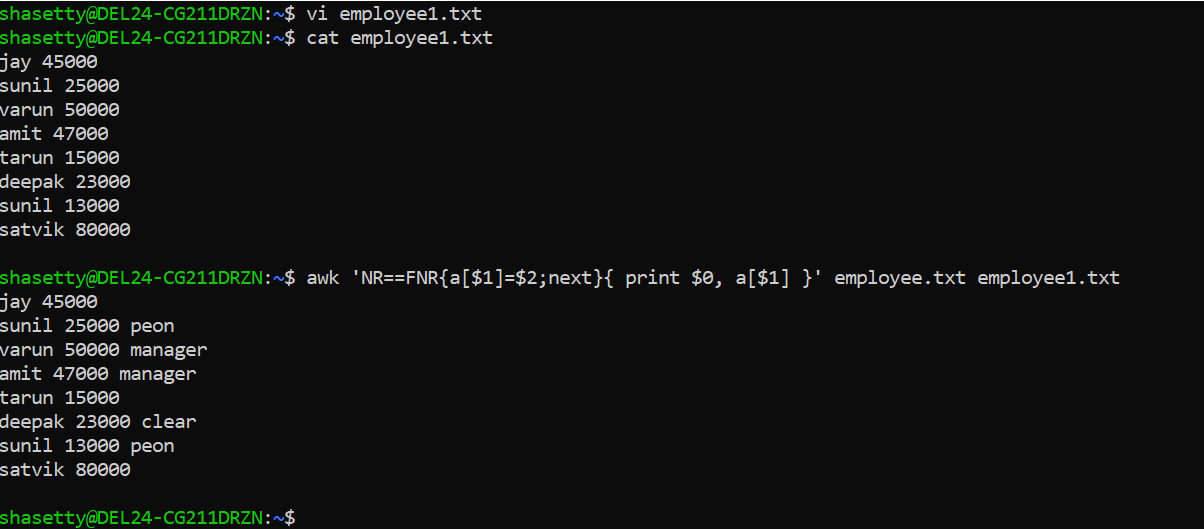 shasetty@DEL24-CG211DRZN:~$ vi employee1.txt
shasetty@DEL24-CG211DRZN:~$ cat employee1.txt
jay 45000
sunil 25000
varun 50000
amit 47000
tarun 15000
deepak 23000
sunil 13000
satvik 80000
shasetty@DEL24-CG211DRZN:~$ awk 'NR==FNR{a[$1]=$2;next}{ print $0, a[$1] }' employee.txt employee1.txt
jay 45000
sunil 25000 peon
varun 50000 manager
amit 47000 manager
tarun 15000
deepak 23000 clear
sunil 13000 peon
satvik 80000
shasetty@DEL24-CG211DRZN:~$